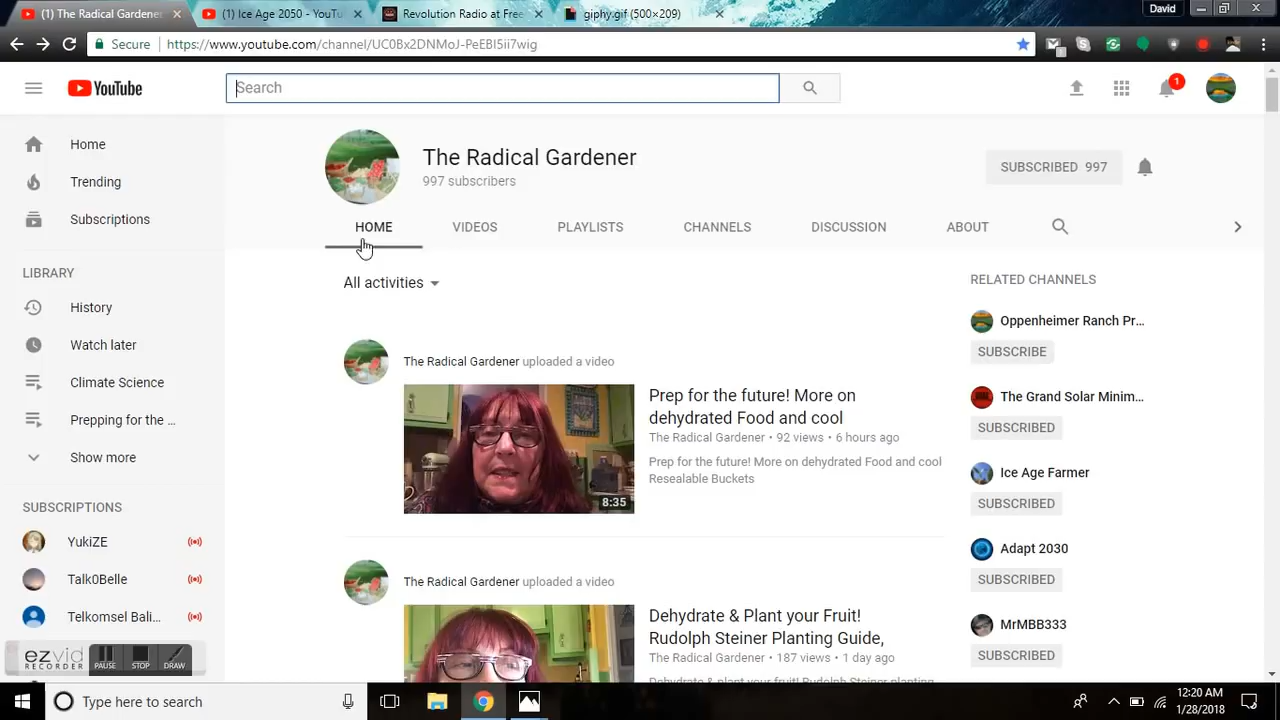 (1) The Radical Gardener
(1) Ice Age 2050 - YouTu
Revolution Radio at Free
giphy.gif (500×209)
David
Secure
https://www.youtube.com/channel/UC0Bx2DNMoJ-PeEBI5ii7wig
1
YouTube
Search
1
Home
Trending
Subscriptions
LIBRARY
History
Watch later
Climate Science
Prepping for the ...
Show more
SUBSCRIPTIONS
YukiZE
Talk0Belle
Telkomsel Bali...
ezvid
RECORDER
PAUSE
STOP
DRAW
The Radical Gardener
997 subscribers
SUBSCRIBED 997
HOME
VIDEOS
PLAYLISTS
CHANNELS
DISCUSSION
ABOUT
All activities
The Radical Gardener uploaded a video
8:35
Prep for the future! More on
dehydrated Food and cool
The Radical Gardener • 92 views • 6 hours ago
Prep for the future! More on dehydrated Food and cool
Resealable Buckets
The Radical Gardener uploaded a video
Dehydrate & Plant your Fruit!
Rudolph Steiner Planting Guide,
The Radical Gardener • 187 views • 1 day ago
Dehydrate & plant your fruit! Rudolph Steiner planting
RELATED CHANNELS
Oppenheimer Ranch Pr...
SUBSCRIBE
The Grand Solar Minim...
SUBSCRIBED
Ice Age Farmer
SUBSCRIBED
Adapt 2030
SUBSCRIBED
MrMBB333
SUBSCRIBED
Type here to search
12:20 AM
1/28/2018